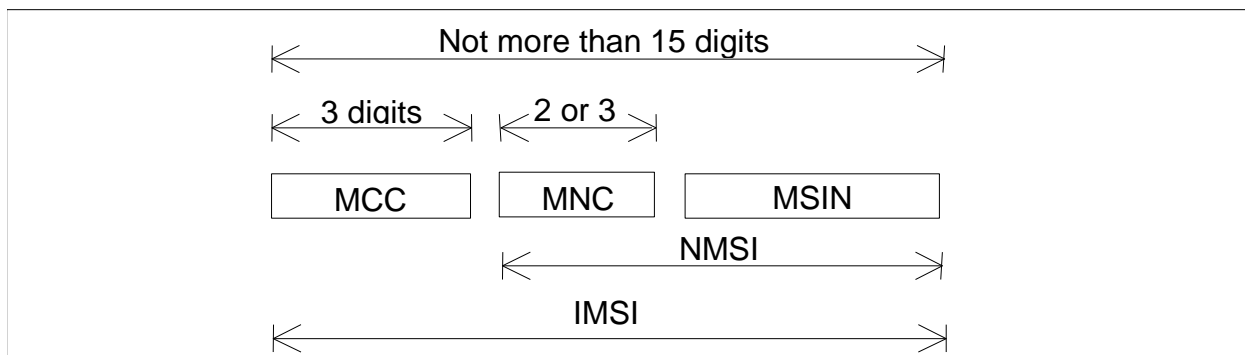 Not more than 15 digits
3 digits
2 or 3
MCC
MNC
MSIN
NMSI
IMSI